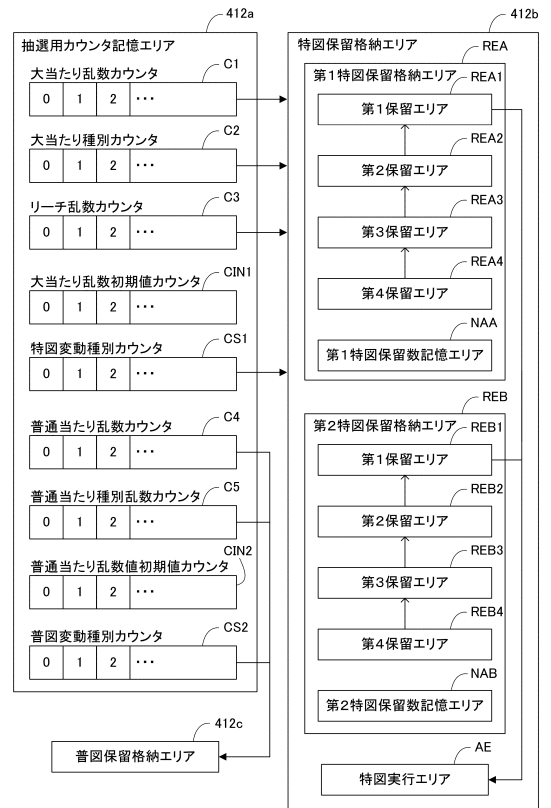 412a
抽選用カウンタ記憶エリア
大当たり乱数カウンタ
C1
0 1 2 ･･･
大当たり種別カウンタ
C2
0 1 2 ･･･
リーチ乱数カウンタ
C3
0 1 2 ･･･
大当たり乱数初期値カウンタ
CIN1
0 1 2 ･･･
特図変動種別カウンタ
CS1
0 1 2 ･･･
普通当たり乱数カウンタ
C4
0 1 2 ･･･
普通当たり種別乱数カウンタ
C5
0 1 2 ･･･
普通当たり乱数値初期値カウンタ
CIN2
0 1 2 ･･･
普図変動種別カウンタ
CS2
0 1 2 ･･･
412c
普図保留格納エリア
412b
特図保留格納エリア
REA
第1特図保留格納エリア
REA1
第1保留エリア
REA2
第2保留エリア
REA3
第3保留エリア
REA4
第4保留エリア
NAA
第1特図保留数記憶エリア
REB
第2特図保留格納エリア
REB1
第1保留エリア
REB2
第2保留エリア
REB3
第3保留エリア
REB4
第4保留エリア
NAB
第2特図保留数記憶エリア
AE
特図実行エリア